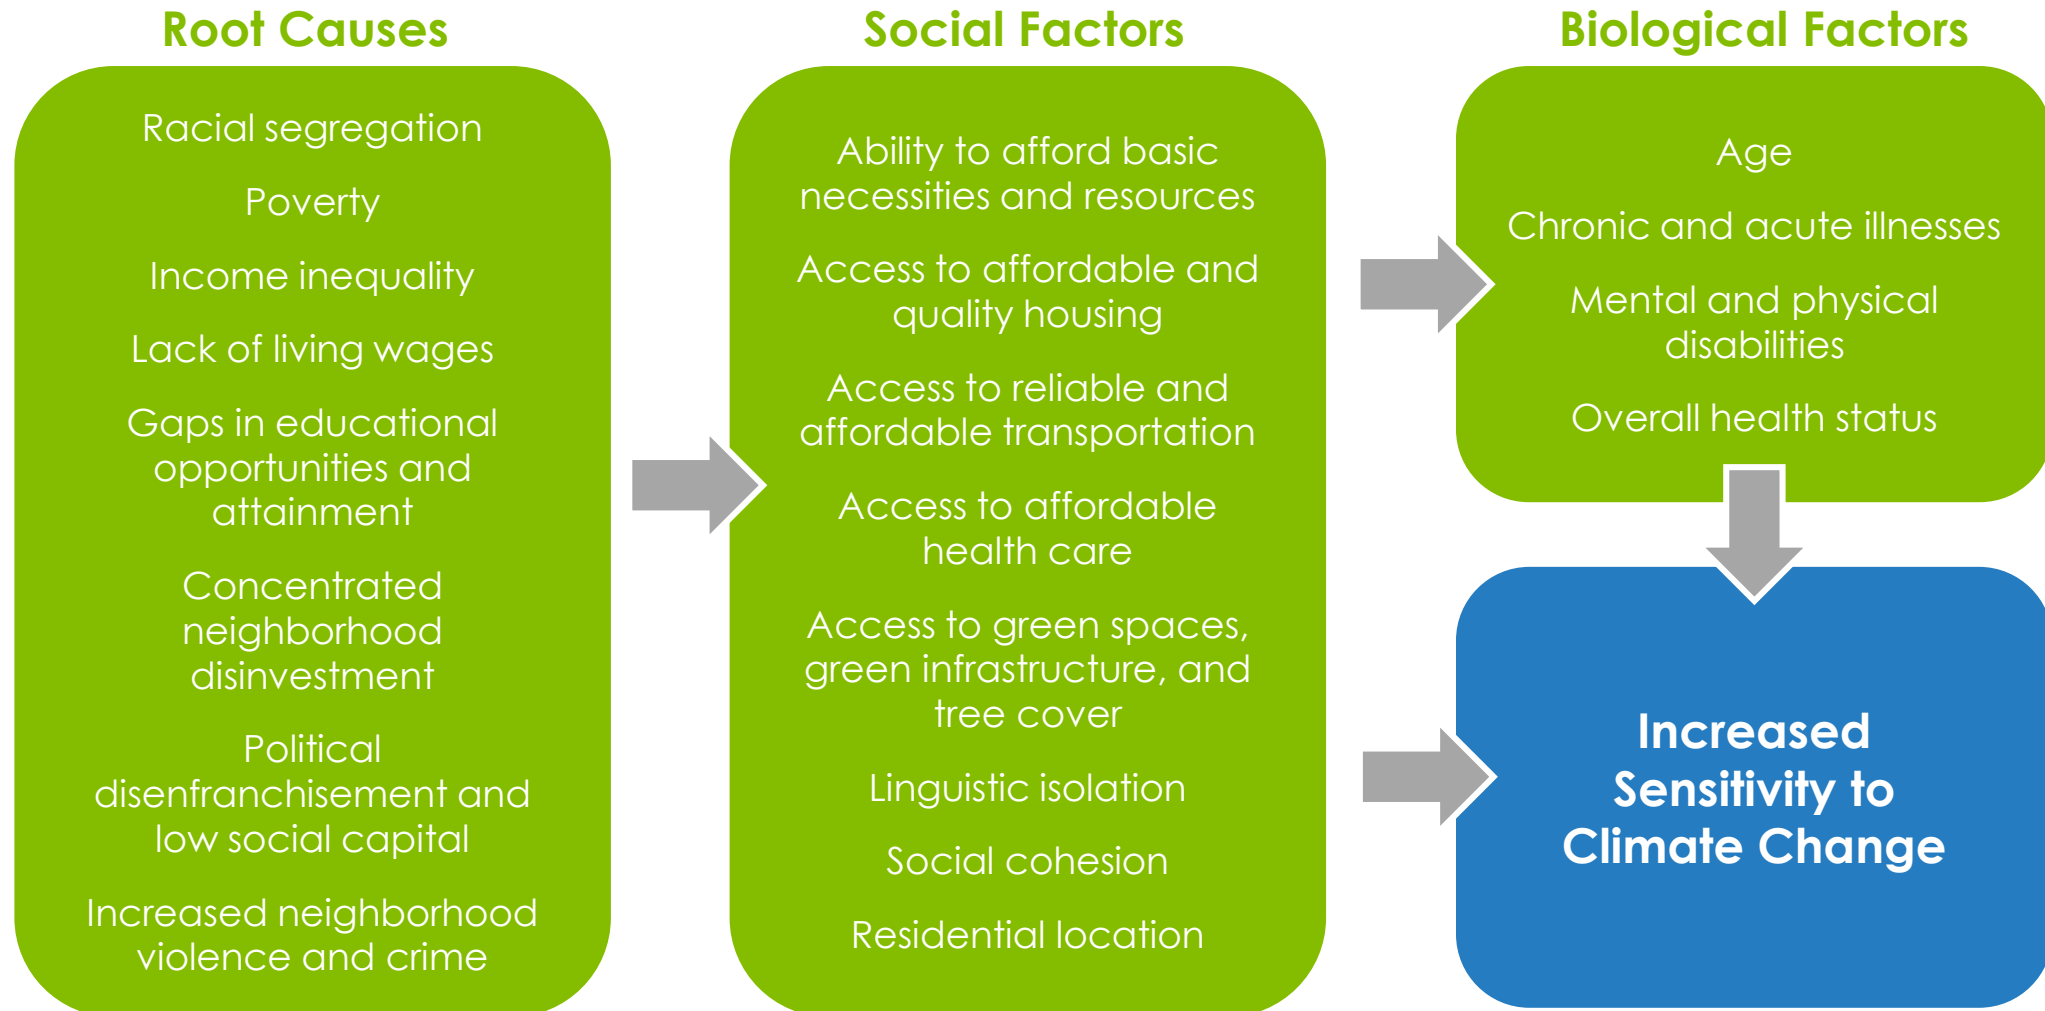 Root Causes
Racial segregation
Poverty
Income inequality
Lack of living wages
Gaps in educational
opportunities and
attainment
Concentrated
neighborhood
disinvestment
Political
disenfranchisement and
low social capital
Increased neighborhood
violence and crime
Social Factors
Ability to afford basic
necessities and resources
Access to affordable and
quality housing
Access to reliable and
affordable transportation
Access to affordable
health care
Access to green spaces,
green infrastructure, and
tree cover
Linguistic isolation
Social cohesion
Residential location
Biological Factors
Age
Chronic and acute illnesses
Mental and physical
disabilities
Overall health status
Increased
Sensitivity to
Climate Change